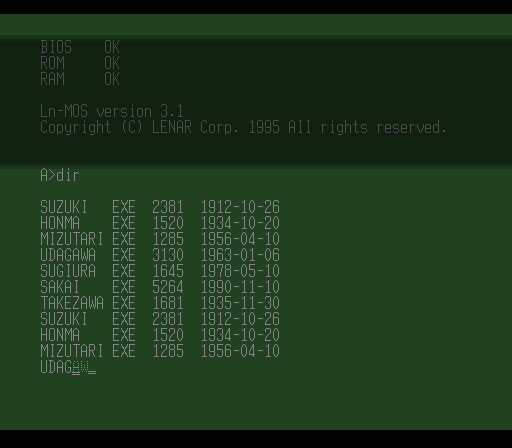 BIOS OK
ROM OK
RAM OK
Ln-MOS version 3.1
Copyright (C) LENAR Corp. 1995 All rights reserved.
A>dir
SUZUKI EXE 2381 1912-10-26
HONMA EXE 1520 1934-10-20
MIZUTARI EXE 1285 1956-04-10
UDAGAWA EXE 3130 1963-01-06
SUGIURA EXE 1645 1978-05-10
SAKAI EXE 5264 1990-11-10
TAKEZAWA EXE 1681 1935-11-30
SUZUKI EXE 2381 1912-10-26
HONMA EXE 1520 1934-10-20
MIZUTARI EXE 1285 1956-04-10
UDAGAW_